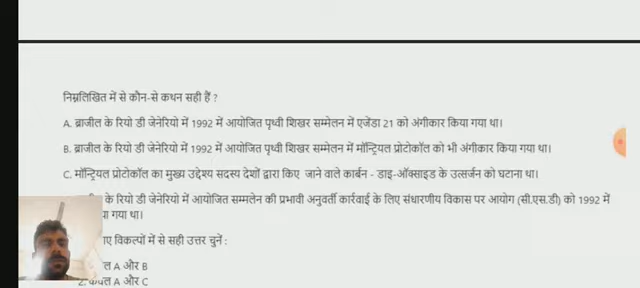 निम्नलिखित में से कौन-से कथन सही हैं ?
A. ब्राजील के रियो डी जेनेरियो में 1992 में आयोजित पृथ्वी शिखर सम्मेलन में एजेंडा 21 को अंगीकार किया गया था।
B. ब्राजील के रियो डी जेनेरियो में 1992 में आयोजित पृथ्वी शिखर सम्मेलन में मॉन्ट्रियल प्रोटोकॉल को भी अंगीकार किया गया था।
C. मॉन्ट्रियल प्रोटोकॉल का मुख्य उद्देश्य सदस्य देशों द्वारा किए जाने वाले कार्बन - डाइ-ऑक्साइड के उत्सर्जन को घटाना था।
के रियो डी जेनेरियो में आयोजित सम्मलेन की प्रभावी अनुवर्ती कार्रवाई के लिए संधारणीय विकास पर आयोग (सी.एस.डी) को 1992 में
गया था।
विकल्पों में से सही उत्तर चुनें :
A और B
2. केवल A और C